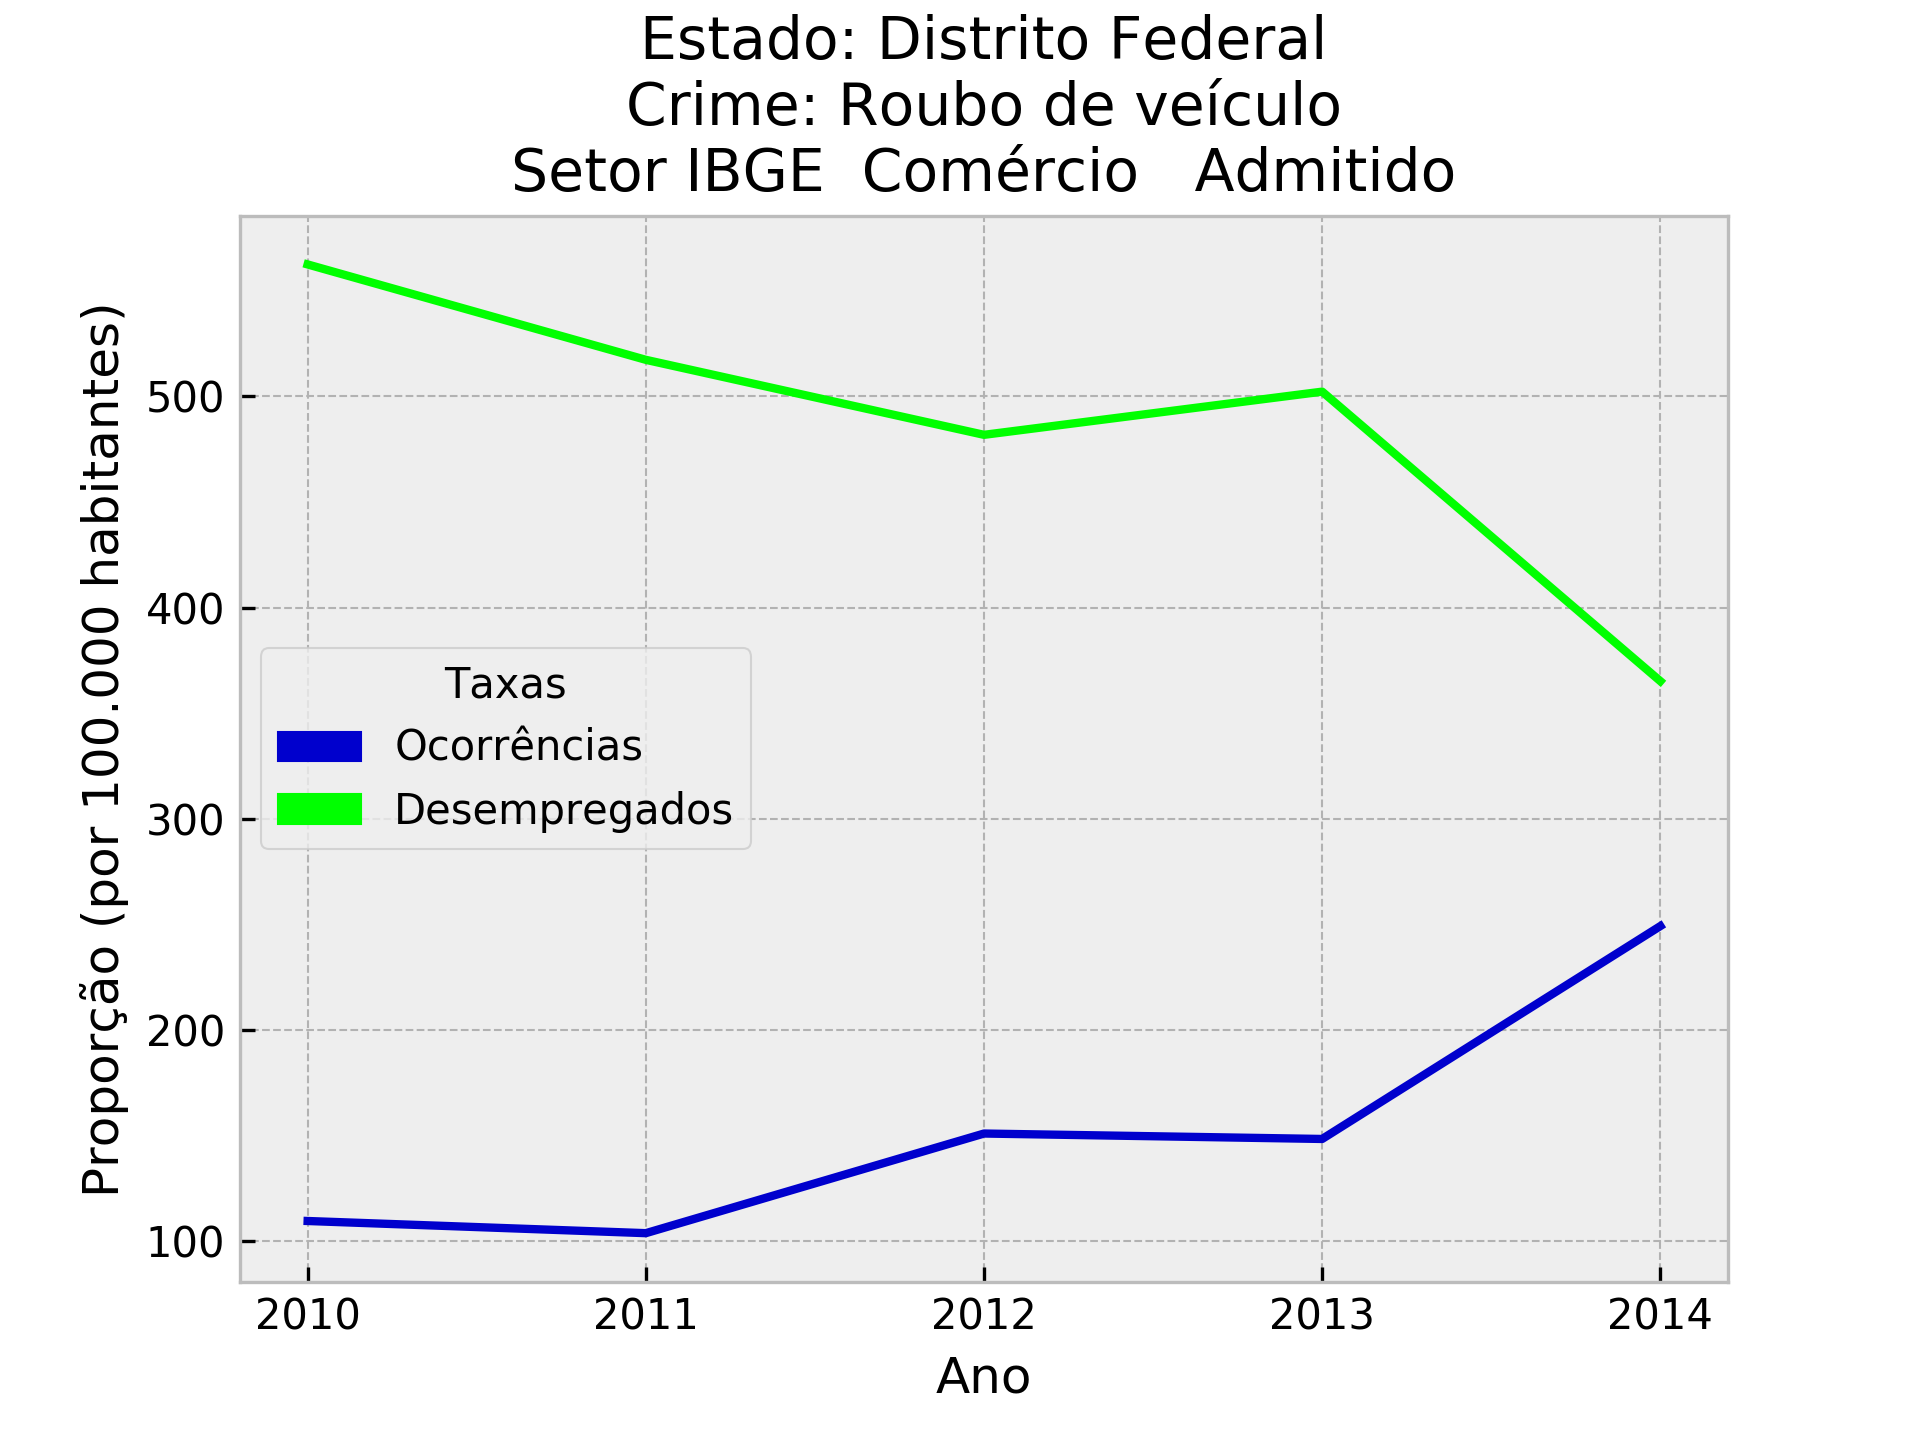 Estado: Distrito Federal
Crime: Roubo de veículo
Setor IBGE  Comércio   Admitido
Proporção (por 100.000 habitantes)
500
400
300
200
100
Taxas
Ocorrências
Desempregados
2010 2011 2012 2013 2014
Ano